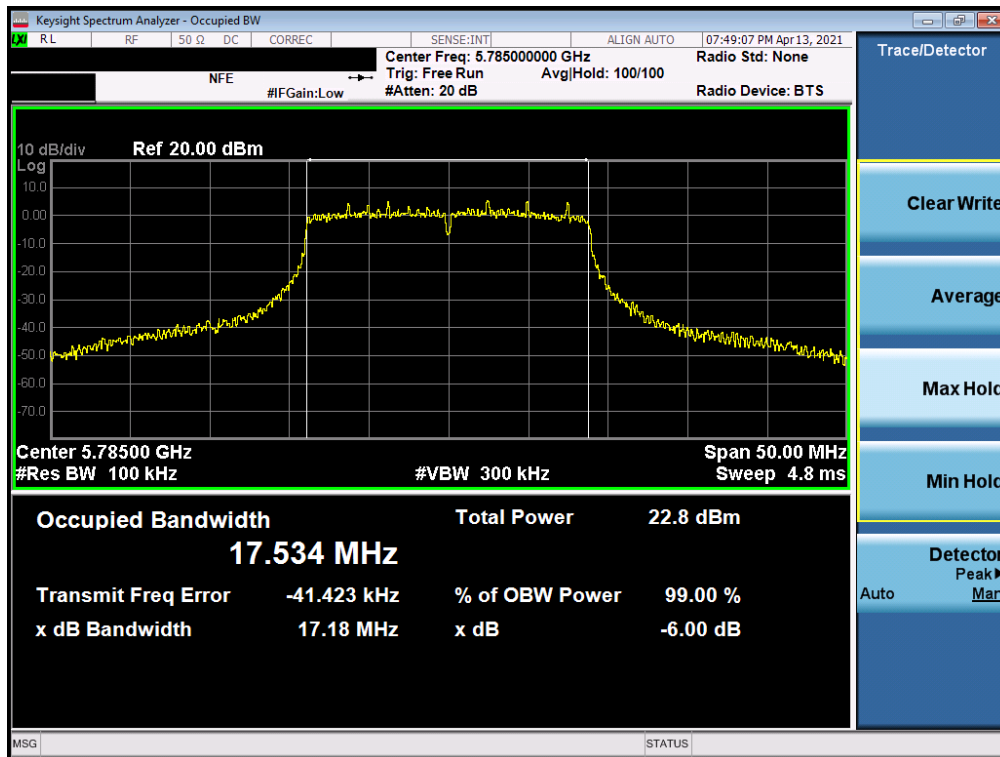 Keysight Spectrum Analyzer - Occupied BW
LXI RL RF 50 Ω DC CORREC SENSE:INT ALIGN AUTO 07:49:07 PM Apr 13, 2021
Center Freq: 5.785000000 GHz Radio Std: None
NFE Trig: Free Run Avg|Hold: 100/100
#IFGain:Low #Atten: 20 dB Radio Device: BTS
Trace/Detector
10 dB/div Ref 20.00 dBm
Log
10.0
0.00
-10.0
-20.0
-30.0
-40.0
-50.0
-60.0
-70.0
Center 5.78500 GHz Span 50.00 MHz
#Res BW 100 kHz #VBW 300 kHz Sweep 4.8 ms
Occupied Bandwidth Total Power 22.8 dBm
17.534 MHz
Transmit Freq Error -41.423 kHz % of OBW Power 99.00 %
x dB Bandwidth 17.18 MHz x dB -6.00 dB
Clear Write
Average
Max Hold
Min Hold
Detector
Peak
Auto Man
MSG STATUS